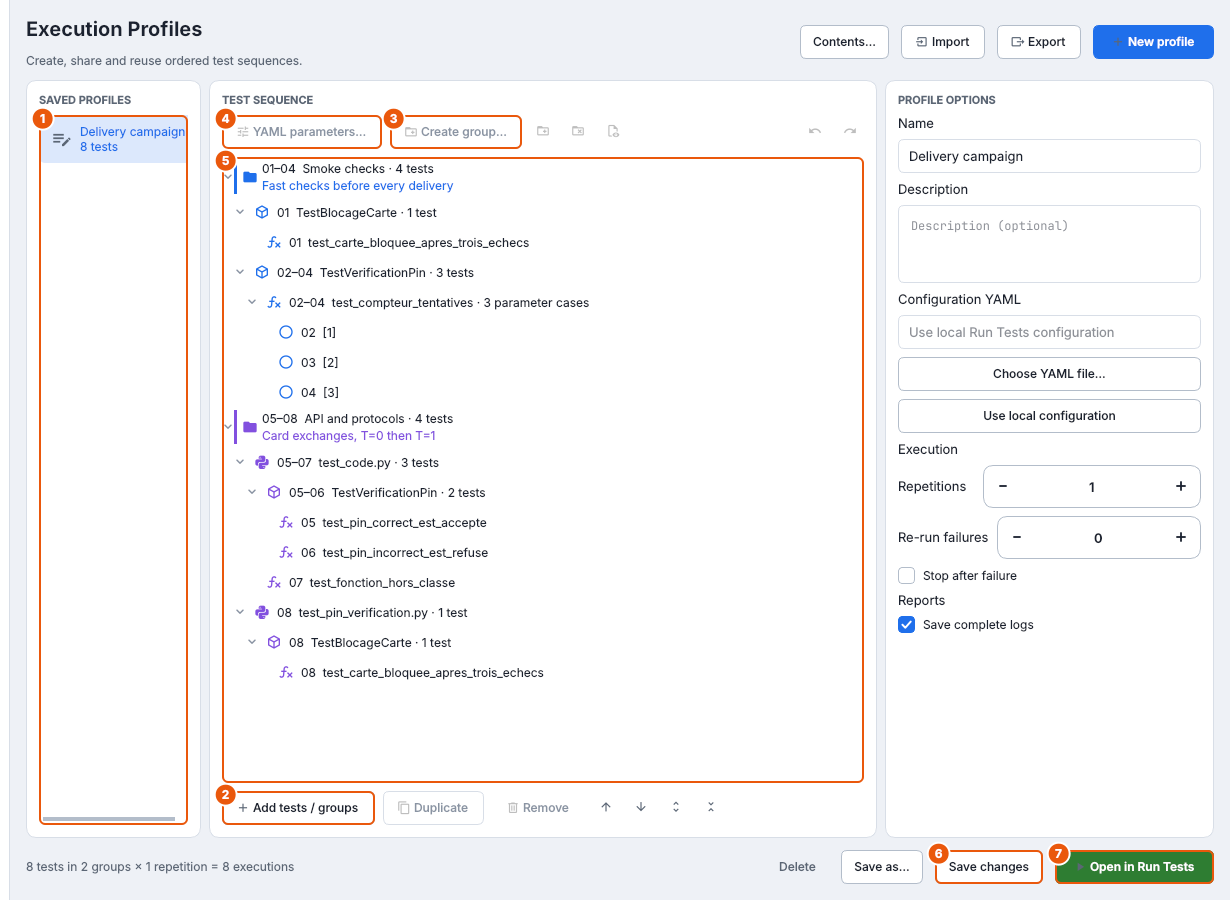 Execution Profiles
Create, share and reuse ordered test sequences.
Contents...
Import
Export
New profile
SAVED PROFILES
1
Delivery campaign
8 tests
TEST SEQUENCE
4
YAML parameters...
3
Create group...
5
01–04 Smoke checks · 4 tests
Fast checks before every delivery
01 TestBlocageCarte · 1 test
01 test_carte_bloquee_apres_trois_echecs
02–04 TestVerificationPin · 3 tests
02–04 test_compteur_tentatives · 3 parameter cases
02 [1]
03 [2]
04 [3]
05–08 API and protocols · 4 tests
Card exchanges, T=0 then T=1
05–07 test_code.py · 3 tests
05–06 TestVerificationPin · 2 tests
05 test_pin_correct_est_accepte
06 test_pin_incorrect_est_refuse
07 test_fonction_hors_classe
08 test_pin_verification.py · 1 test
08 TestBlocageCarte · 1 test
08 test_carte_bloquee_apres_trois_echecs
2
+ Add tests / groups
Duplicate
Remove
PROFILE OPTIONS
Name
Delivery campaign
Description
Description (optional)
Configuration YAML
Use local Run Tests configuration
Choose YAML file...
Use local configuration
Execution
Repetitions
− 1 +
Re-run failures
− 0 +
Stop after failure
Reports
Save complete logs
8 tests in 2 groups × 1 repetition = 8 executions
Delete
Save as...
6
Save changes
7
Open in Run Tests